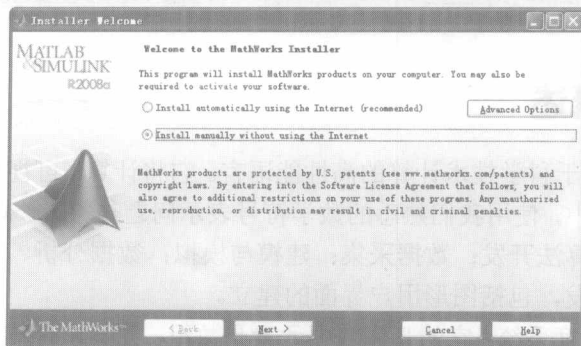 Installer Welcome
MATLAB
SIMULINK
R2008a
Welcome to the MathWorks Installer
This program will install MathWorks products on your computer. You may also be
required to activate your software.
Install automatically using the Internet (recommended)
Advanced Options
Install manually without using the Internet
MathWorks products are protected by U.S. patents (see www.mathworks.com/patents) and
copyright laws. By entering into the Software License Agreement that follows, you will
also agree to additional restrictions on your use of these programs. Any unauthorized
use, reproduction, or distribution may result in civil and criminal penalties.
The MathWorks
< Back
Next >
Cancel
Help